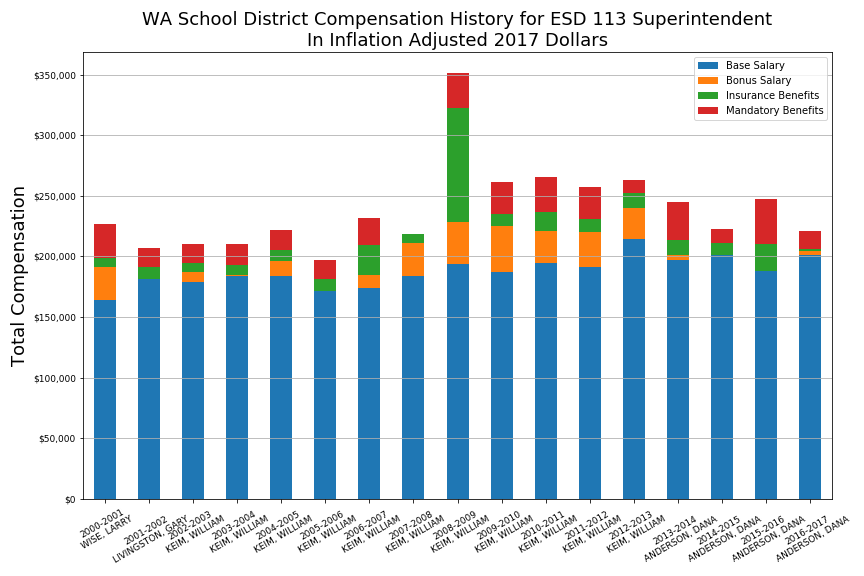 WA School District Compensation History for ESD 113 Superintendent
In Inflation Adjusted 2017 Dollars
Total Compensation
$350,000
$300,000
$250,000
$200,000
$150,000
$100,000
$50,000
$0
Base Salary
Bonus Salary
Insurance Benefits
Mandatory Benefits
2000-2001
WISE, LARRY
2001-2002
LIVINGSTON, GARY
2002-2003
KEIM, WILLIAM
2003-2004
KEIM, WILLIAM
2004-2005
KEIM, WILLIAM
2005-2006
KEIM, WILLIAM
2006-2007
KEIM, WILLIAM
2007-2008
KEIM, WILLIAM
2008-2009
KEIM, WILLIAM
2009-2010
KEIM, WILLIAM
2010-2011
KEIM, WILLIAM
2011-2012
KEIM, WILLIAM
2012-2013
KEIM, WILLIAM
2013-2014
ANDERSON, DANA
2014-2015
ANDERSON, DANA
2015-2016
ANDERSON, DANA
2016-2017
ANDERSON, DANA